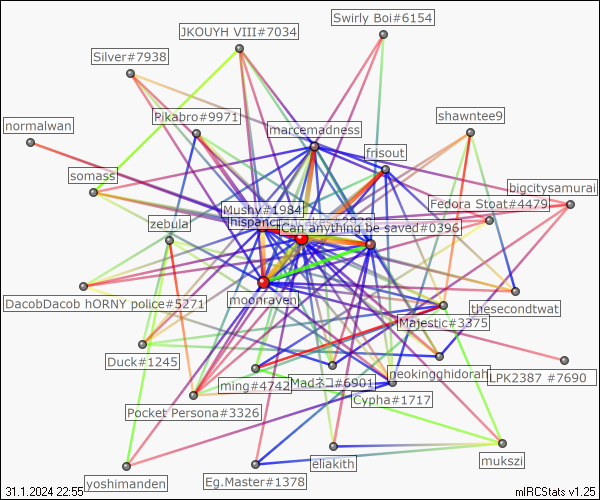 Swirly Boi#6154
JKOUYH VIII#7034
Silver#7938
Pikabro#9971
shawntee9
normalwan
marcemadness
frisout
somass
bigcitysamurai
Fedora Stoat#4479
Mushy#1984
zebula
Can anything be saved#0396
moonraven
DacobDacob hORNY police#5271
thesecondtwat
Majestic#3375
Duck#1245
neokingghidorah
LPK2387 #7690
ming#4742
Madネコ#6901
Cypha#1717
Pocket Persona#3326
eliakith
mukszi
yoshimanden
Eg.Master#1378
31.1.2024 22:55
mIRCStats v1.25